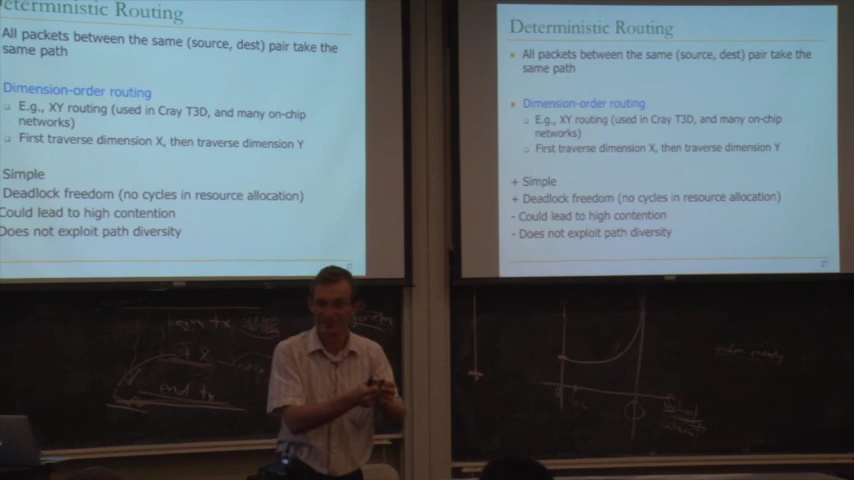 eterministic Routing
All packets between the same (source, dest) pair take the
same path
Dimension-order routing
E.g., XY routing (used in Cray T3D, and many on-chip
networks)
First traverse dimension X, then traverse dimension Y
Simple
Deadlock freedom (no cycles in resource allocation)
Could lead to high contention
Does not exploit path diversity
Deterministic Routing
All packets between the same (source, dest) pair take the
same path
Dimension-order routing
E.g., XY routing (used in Cray T3D, and many on-chip
networks)
First traverse dimension X, then traverse dimension Y
+ Simple
+ Deadlock freedom (no cycles in resource allocation)
- Could lead to high contention
- Does not exploit path diversity
27
end tx